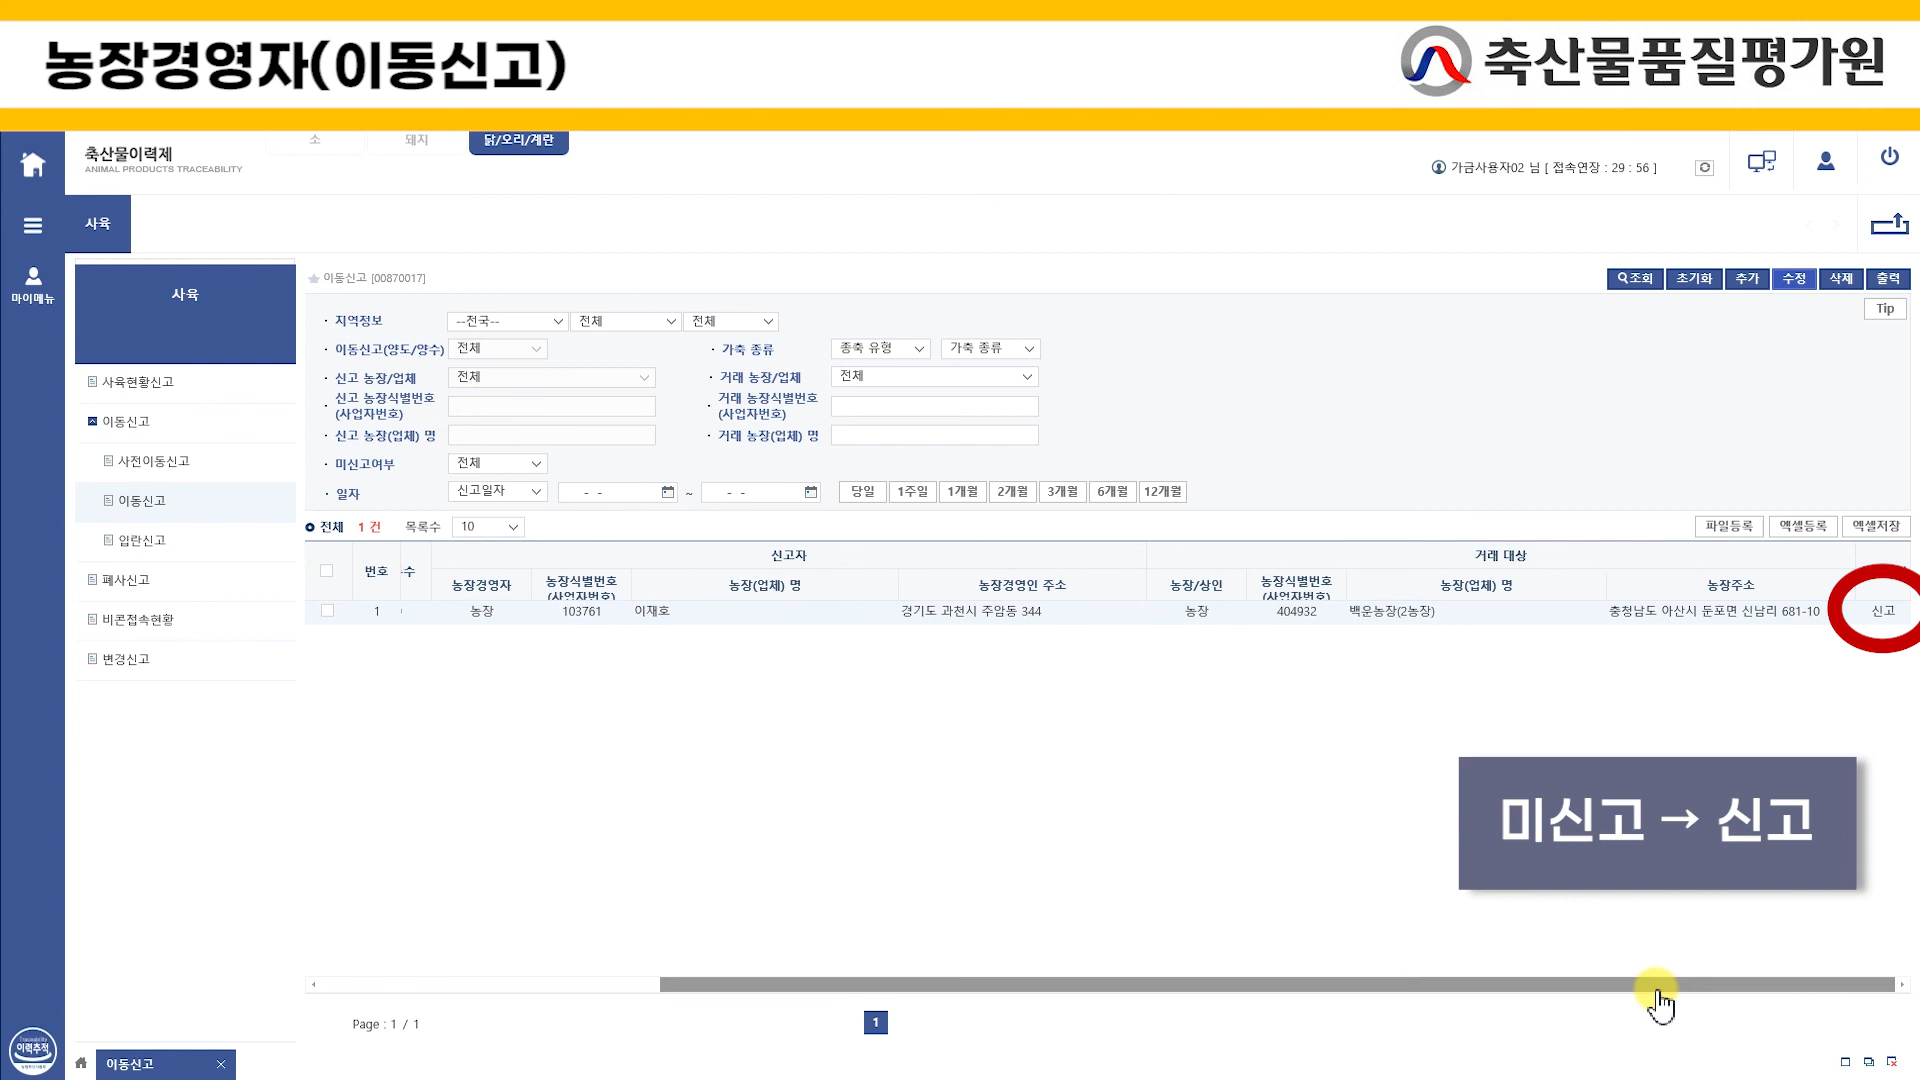 농장경영자(이동신고)
축산물품질평가원
축산물이력제
ANIMAL PRODUCTS TRACEABILITY
소
돼지
닭/오리/계란
가금사용자02 님 [ 접속연장 : 29 : 56 ]
사육
마이메뉴
사육
사육현황신고
이동신고
사전이동신고
이동신고
입란신고
폐사신고
비콘접속현황
변경신고
이동신고 [00870017]
조회
초기화
추가
수정
삭제
출력
Tip
· 지역정보
--전국--
전체
전체
· 이동신고(양도/양수)
전체
· 가축 종류
종축 유형
가축 종류
· 신고 농장/업체
전체
· 거래 농장/업체
전체
· 신고 농장식별번호
(사업자번호)
· 거래 농장식별번호
(사업자번호)
· 신고 농장(업체) 명
· 거래 농장(업체) 명
· 미신고여부
전체
· 일자
신고일자
- -
~
- -
당일
1주일
1개월
2개월
3개월
6개월
12개월
전체 1 건
목록수
10
파일등록
엑셀등록
엑셀저장
신고자
거래 대상
번호
수
농장경영자
농장식별번호
(사업자번호)
농장(업체) 명
농장경영인 주소
농장/상인
농장식별번호
(사업자번호)
농장(업체) 명
농장주소
1
농장
103761
이재호
경기도 과천시 주암동 344
농장
404932
백운농장(2농장)
충청남도 아산시 둔포면 신남리 681-10
신고
미신고 → 신고
Page : 1 / 1
1
이력추적
이동신고